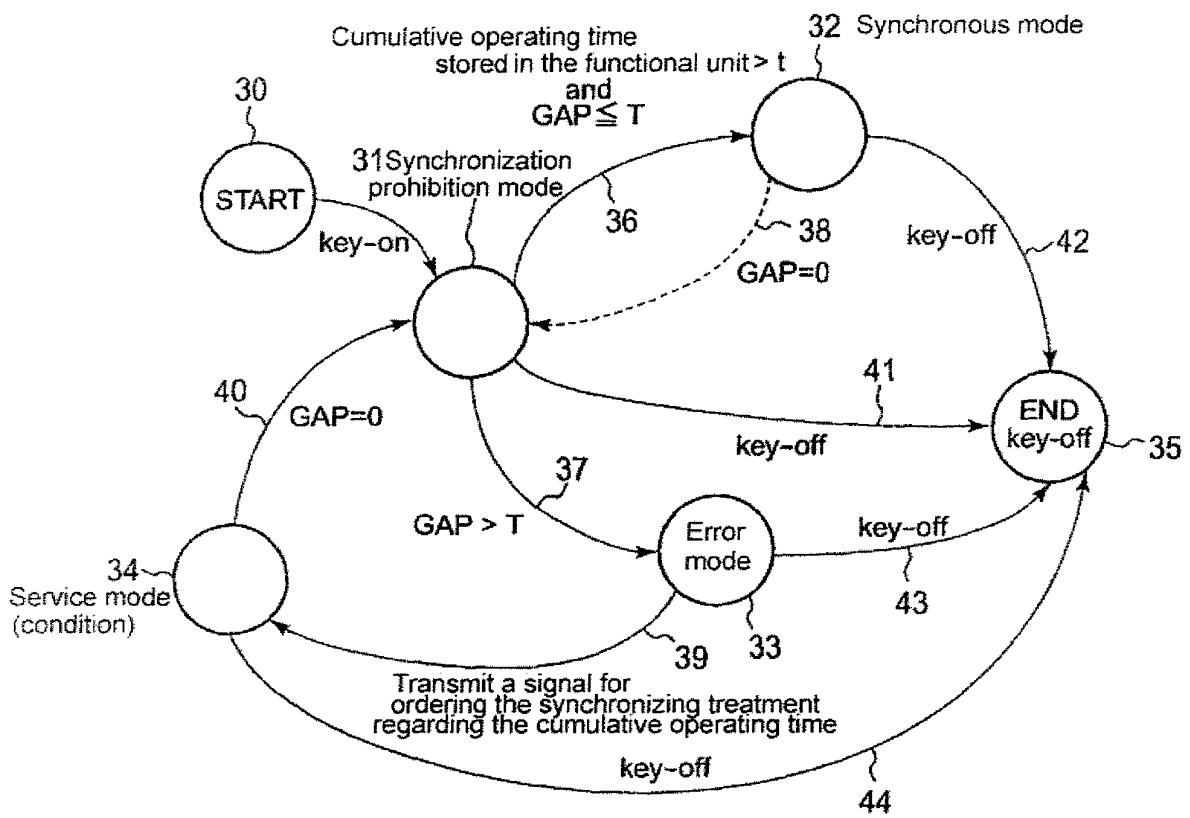 Cumulative operating time
stored in the functional unit > t
and
GAP ≦ T
32 Synchronous mode
30
START
key-on
31 Synchronization
prohibition mode
36
38
GAP=0
key-off
42
40
GAP=0
41
key-off
END
key-off
35
37
GAP > T
Error
mode
key-off
43
33
34
Service mode
(condition)
39
Transmit a signal for
ordering the synchronizing treatment
regarding the cumulative operating time
key-off
44